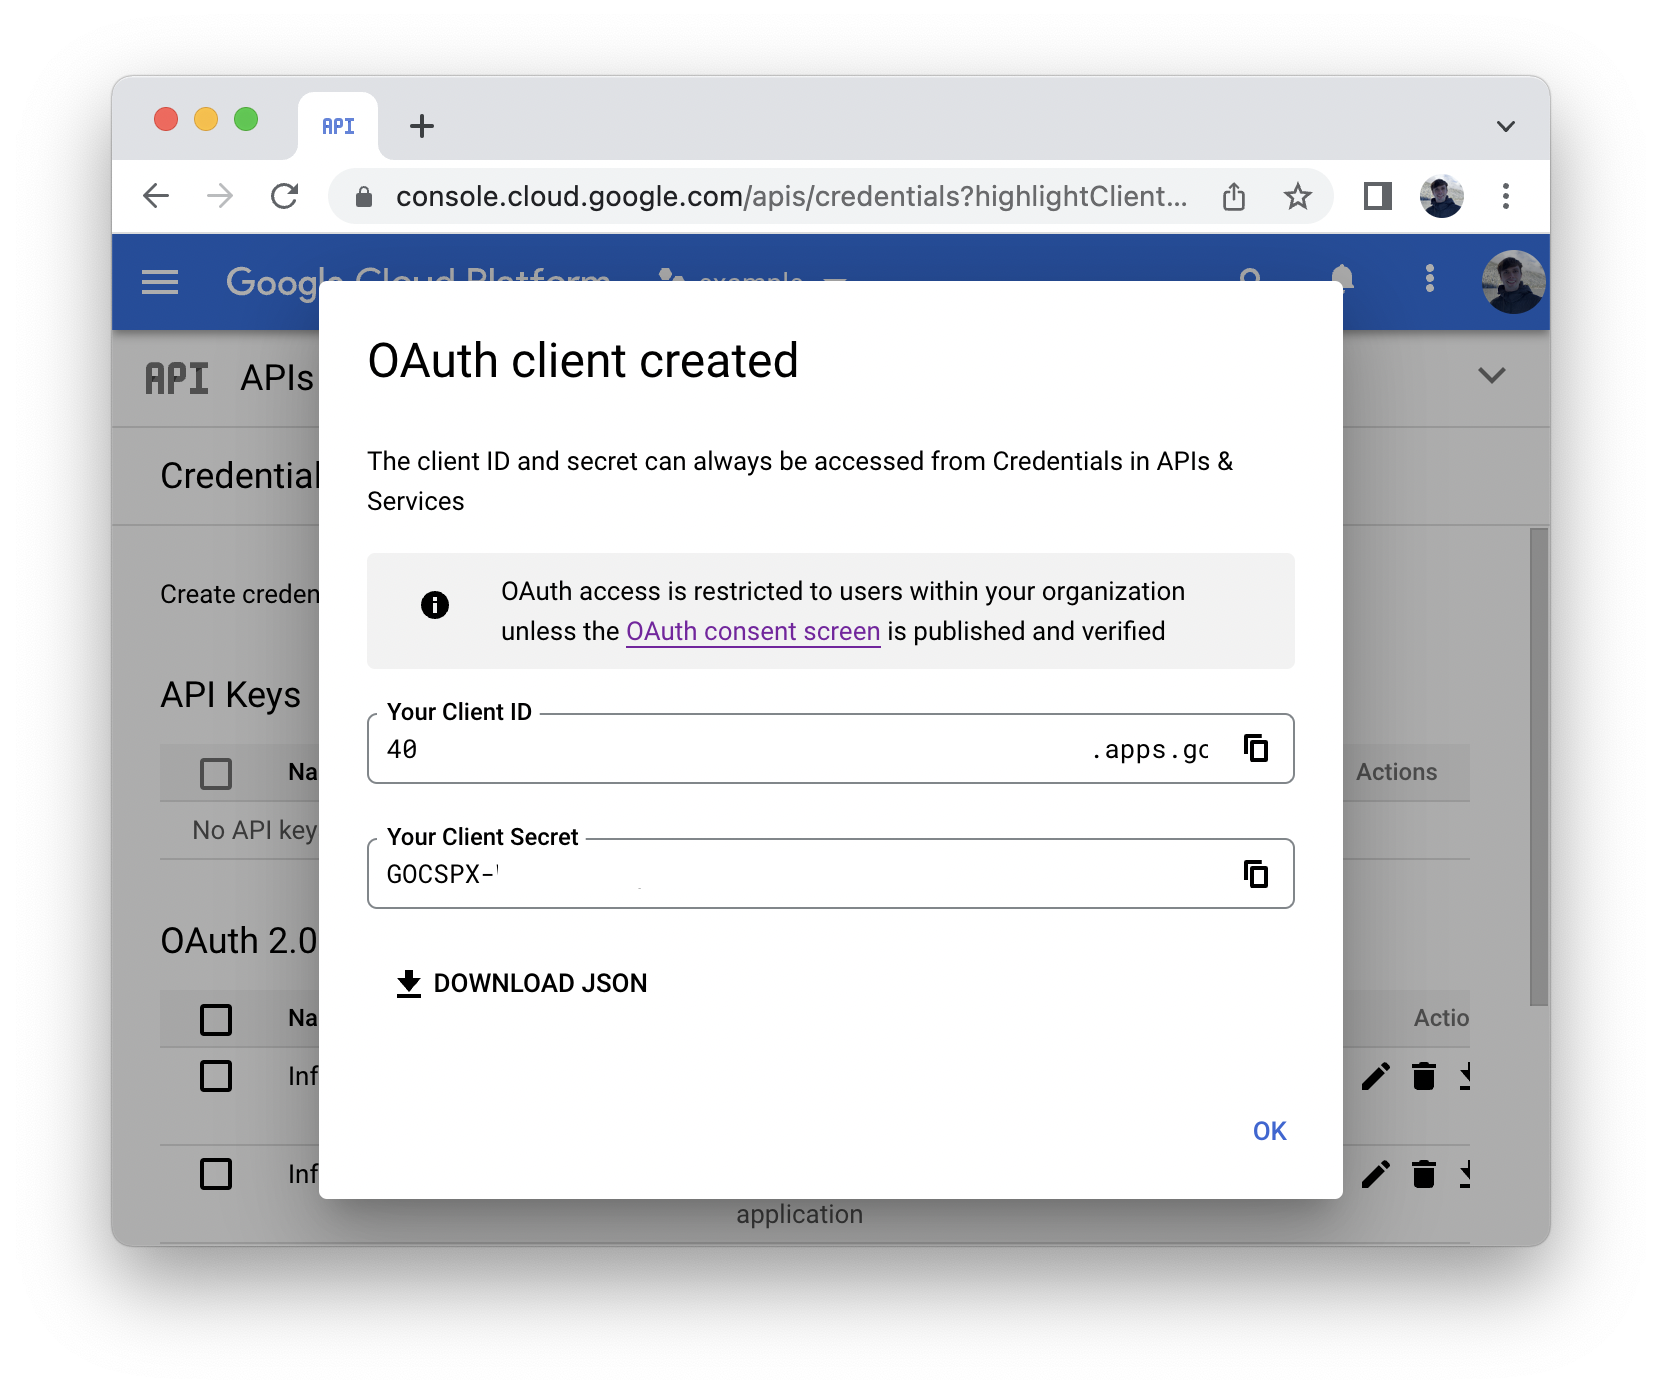 API
console.cloud.google.com/apis/credentials?highlightClient...
Google Cloud Platform example
API APIs
Credential
Create creden
API Keys
Na
Actions
No API key
OAuth 2.0
Na
Actio
Inf
Inf
application
OAuth client created
The client ID and secret can always be accessed from Credentials in APIs &
Services
OAuth access is restricted to users within your organization
unless the OAuth consent screen is published and verified
Your Client ID
40 .apps.gc
Your Client Secret
GOCSPX-
DOWNLOAD JSON
OK